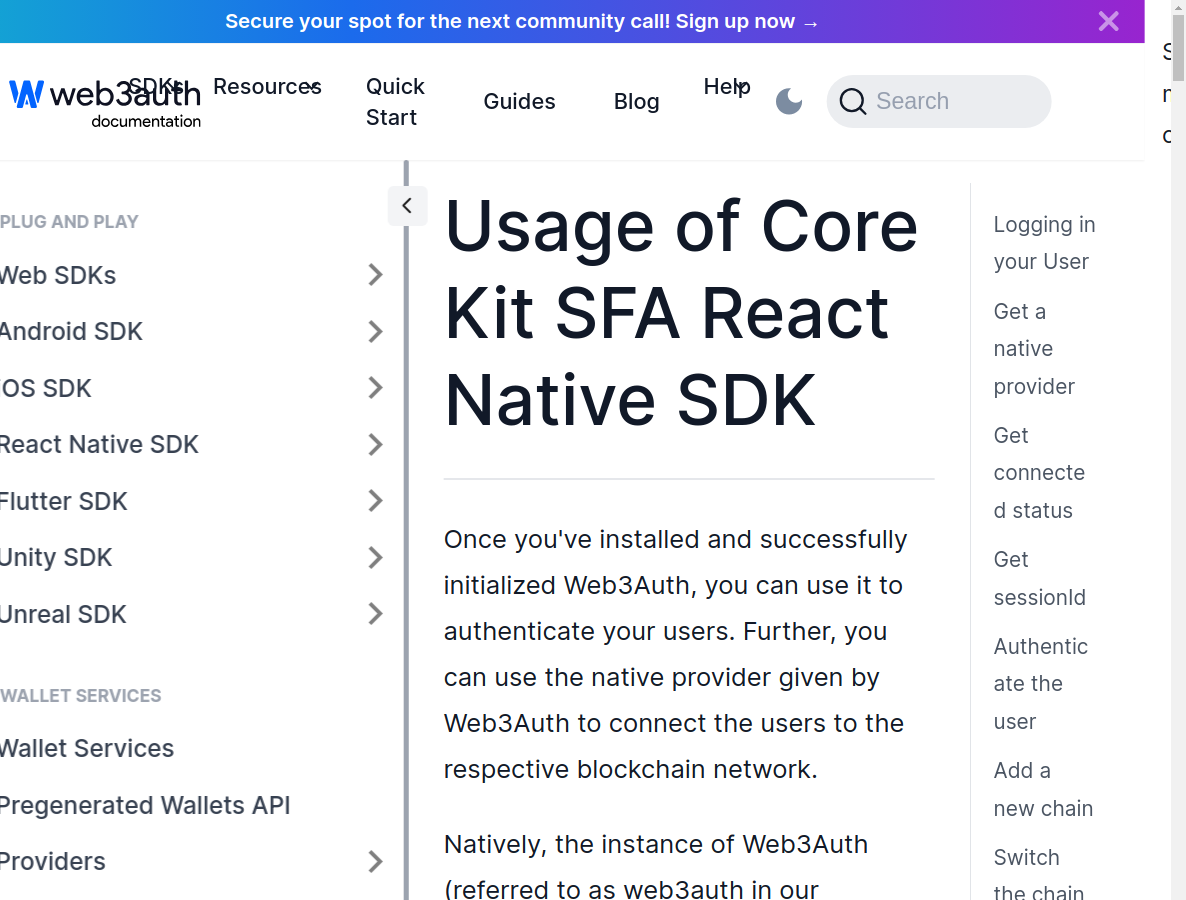 Secure your spot for the next community call! Sign up now →
web3auth
documentation
SDKs
Resources
Quick
Start
Guides
Blog
Help
Search
PLUG AND PLAY
Web SDKs
Android SDK
iOS SDK
React Native SDK
Flutter SDK
Unity SDK
Unreal SDK
WALLET SERVICES
Wallet Services
Pregenerated Wallets API
Providers
Usage of Core
Kit SFA React
Native SDK
Once you've installed and successfully
initialized Web3Auth, you can use it to
authenticate your users. Further, you
can use the native provider given by
Web3Auth to connect the users to the
respective blockchain network.
Natively, the instance of Web3Auth
(referred to as web3auth in our
Logging in
your User
Get a
native
provider
Get
connecte
d status
Get
sessionId
Authentic
ate the
user
Add a
new chain
Switch
the chain